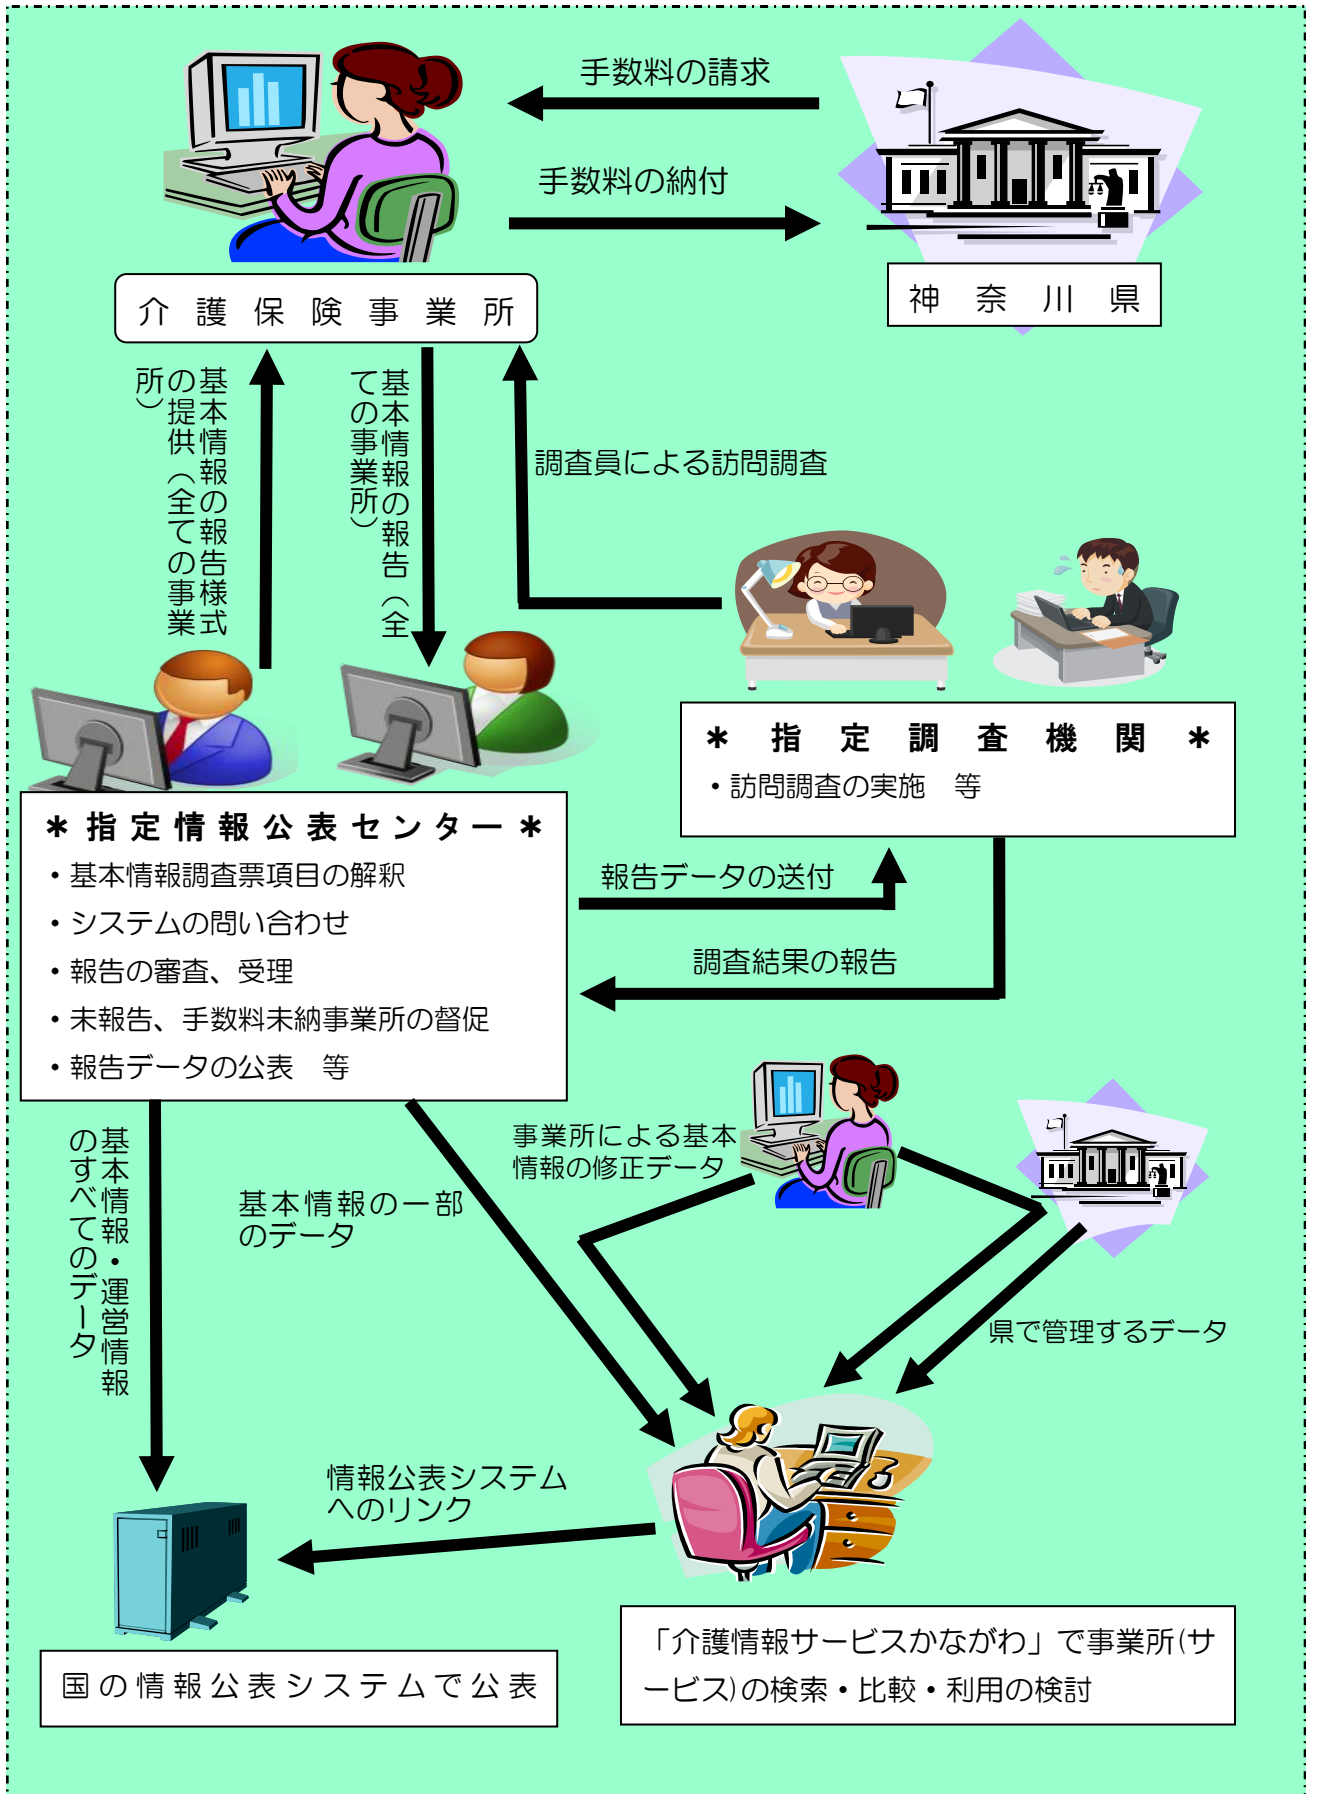 手数料の請求
手数料の納付
介護保険事業所
神奈川県
基本情報の報告様式
の提供（全ての事業
所）
基本情報の報告（全
ての事業所）
調査員による訪問調査
＊指定調査機関＊
・訪問調査の実施　等
＊指定情報公表センター＊
・基本情報調査票項目の解釈
・システムの問い合わせ
・報告の審査、受理
・未報告、手数料未納事業所の督促
・報告データの公表　等
報告データの送付
調査結果の報告
事業所による基本
情報の修正データ
基本情報・運営情報
のすべてのデータ
基本情報の一部
のデータ
県で管理するデータ
情報公表システム
へのリンク
国の情報公表システムで公表
「介護情報サービスかながわ」で事業所(サ
ービス)の検索・比較・利用の検討